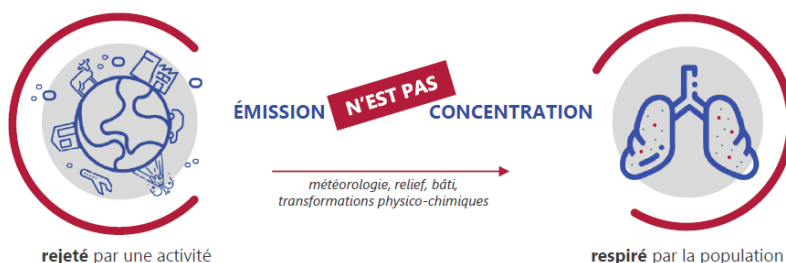 ÉMISSION N'EST PAS CONCENTRATION
météorologie, relief, bâti,
transformations physico-chimiques
rejeté par une activité
respiré par la population